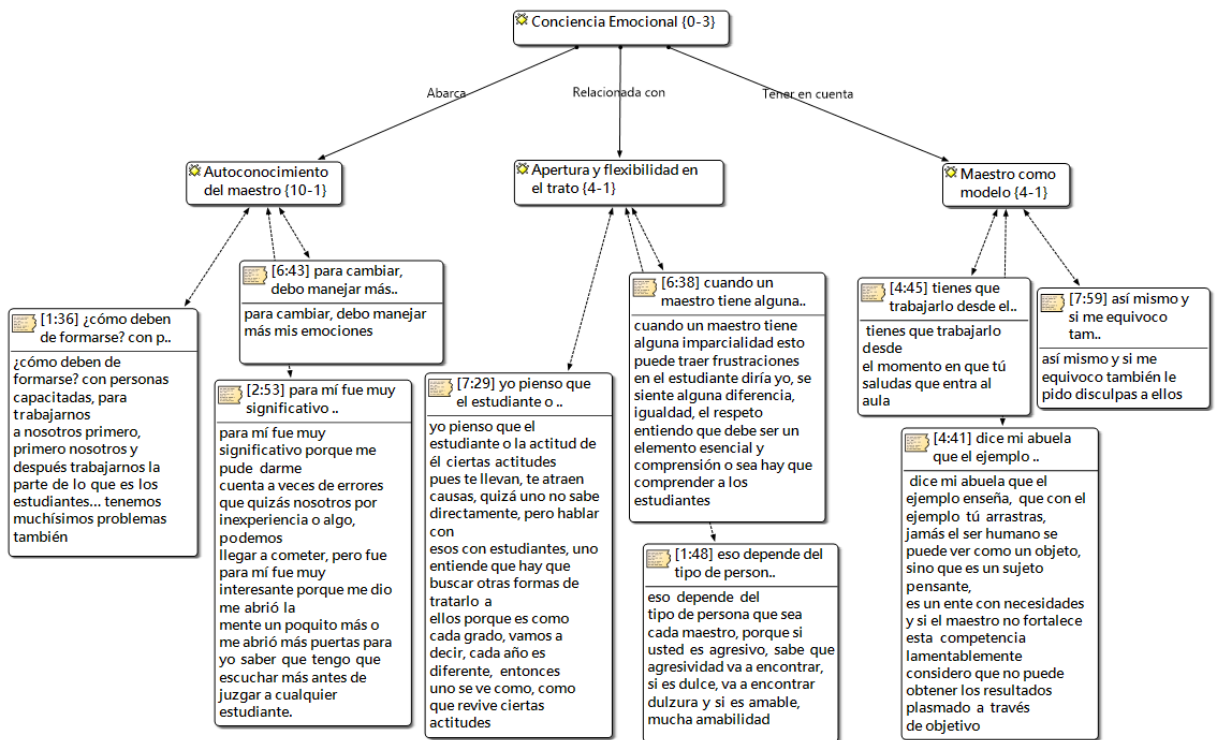 Conciencia Emocional {0-3}
Abarca
Relacionada con
Tener en cuenta
Autoconocimiento
del maestro {10-1}
Apertura y flexibilidad en
el trato {4-1}
Maestro como
modelo {4-1}
[1:36] ¿cómo deben
de formarse? con p..
¿cómo deben de
formarse? con personas
capacitadas, para
trabajarnos
a nosotros primero,
primero nosotros y
después trabajarnos la
parte de lo que es los
estudiantes... tenemos
muchísimos problemas
también
[6:43] para cambiar,
debo manejar más..
para cambiar, debo manejar
más mis emociones
[2:53] para mí fue muy
significativo ..
para mí fue muy
significativo porque me
pude darme
cuenta a veces de errores
que quizás nosotros por
inexperiencia o algo,
podemos
llegar a cometer, pero fue
para mí fue muy
interesante porque me dio
me abrió la
mente un poquito más o
me abrió más puertas para
yo saber que tengo que
escuchar más antes de
juzgar a cualquier
estudiante.
[7:29] yo pienso que
el estudiante o ..
yo pienso que el
estudiante o la actitud de
él ciertas actitudes
pues te llevan, te atraen
causas, quizá uno no sabe
directamente, pero hablar
con
esos con estudiantes, uno
entiende que hay que
buscar otras formas de
tratarlo a
ellos porque es como
cada grado, vamos a
decir, cada año es
diferente, entonces
uno se ve como, como
que revive ciertas
actitudes
[6:38] cuando un
maestro tiene alguna..
cuando un maestro tiene
alguna imparcialidad esto
puede traer frustraciones
en el estudiante diría yo, se
siente alguna diferencia,
igualdad, el respeto
entiendo que debe ser un
elemento esencial y
comprensión o sea hay que
comprender a los
estudiantes
[1:48] eso depende del
tipo de person..
eso depende del
tipo de persona que sea
cada maestro, porque si
usted es agresivo, sabe que
agresividad va a encontrar,
si es dulce, va a encontrar
dulzura y si es amable,
mucha amabilidad
[4:45] tienes que
trabajarlo desde el..
tienes que trabajarlo
desde
el momento en que tú
saludas que entra al
aula
[7:59] así mismo y
si me equivoco
tam..
así mismo y si me
equivoco también le
pido disculpas a ellos
[4:41] dice mi abuela
que el ejemplo ..
dice mi abuela que el
ejemplo enseña, que con el
ejemplo tú arrastras,
jamás el ser humano se
puede ver como un objeto,
sino que es un sujeto
pensante,
es un ente con necesidades
y si el maestro no fortalece
esta competencia
lamentablemente
considero que no puede
obtener los resultados
plasmado a través
de objetivo